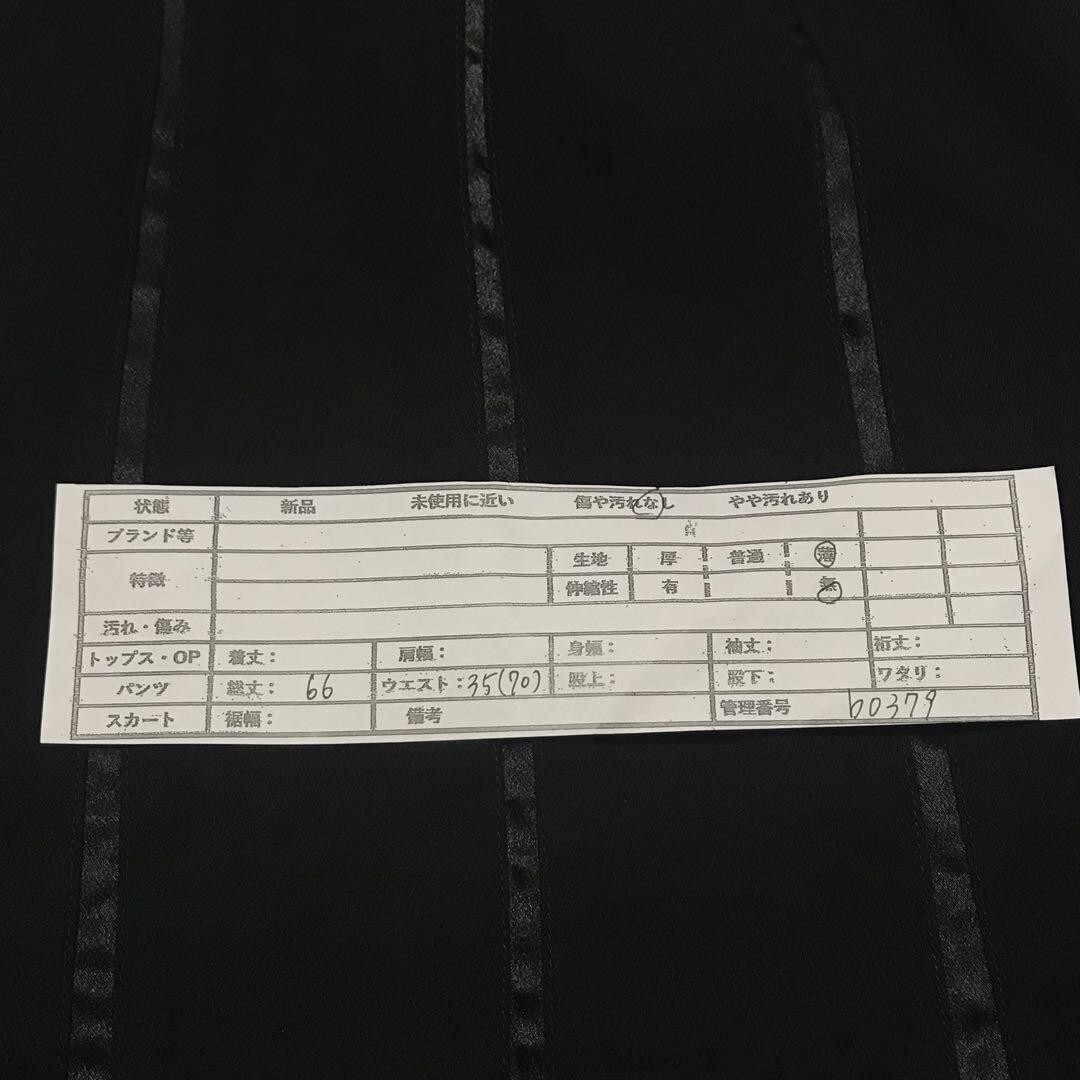 状態 新品 未使用に近い 傷や汚れなし やや汚れあり
ブランド等
特徴 生地 厚 普通 薄
伸縮性 有 無
汚れ・傷み
トップス・OP 着丈： 肩幅： 身幅： 袖丈： 裄丈：
パンツ 総丈： 66 ウエスト：35(70) 股上： 股下： ワタリ：
スカート 裾幅： 備考 管理番号 b0379